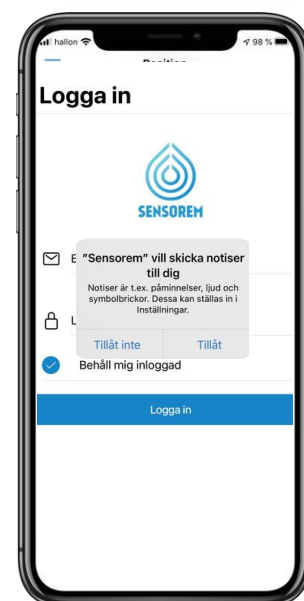 hallon 98 %
Logga in
SENSOREM
E
"Sensorem" vill skicka notiser
till dig
Notiser är t.ex. påminnelser, ljud och
symbolbrickor. Dessa kan ställas in i
Inställningar.
L
Tillåt inte Tillåt
Behåll mig inloggad
Logga in